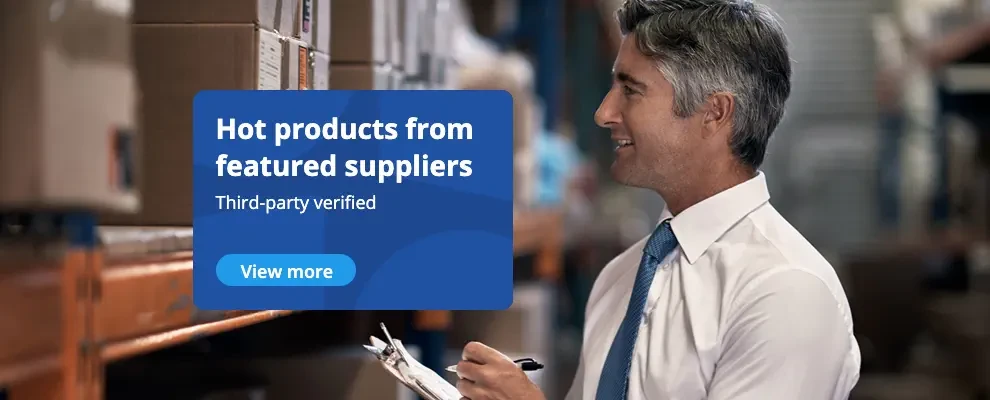 Hot products from
featured suppliers
Third-party verified
View more